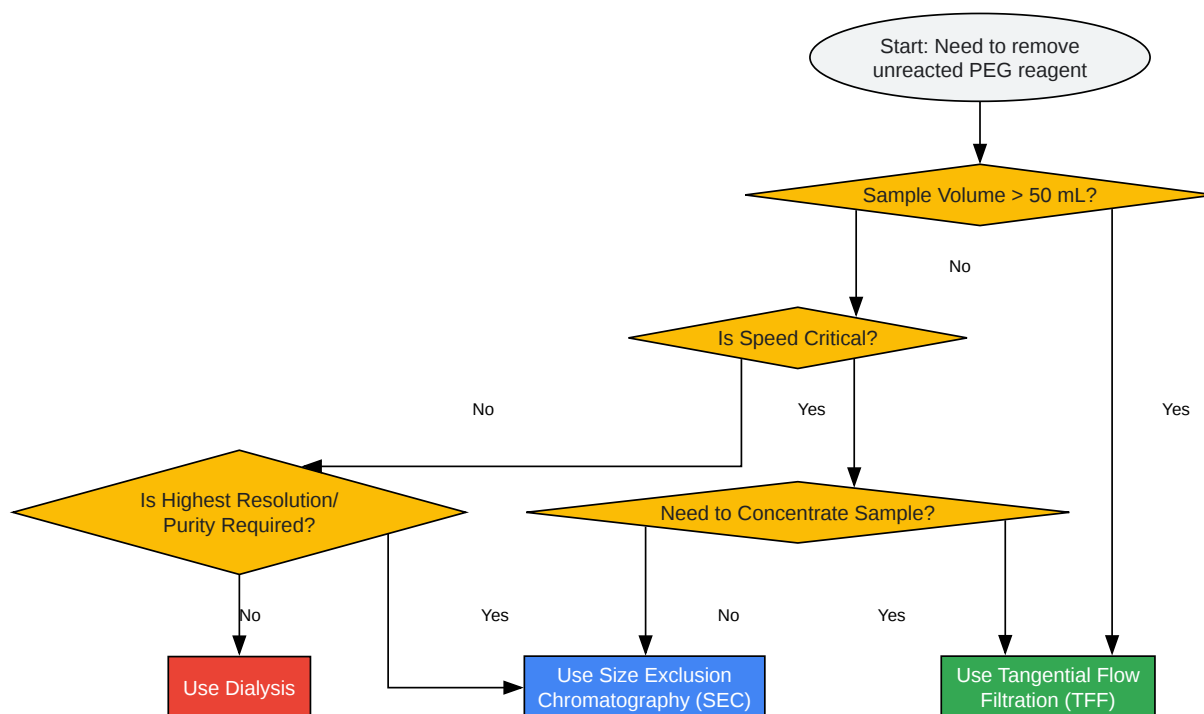 Start: Need to remove
unreacted PEG reagent
Sample Volume > 50 mL?
No
Is Speed Critical?
No
Yes
Yes
Is Highest Resolution/
Purity Required?
Need to Concentrate Sample?
No
Yes
No
Yes
Use Dialysis
Use Size Exclusion
Chromatography (SEC)
Use Tangential Flow
Filtration (TFF)